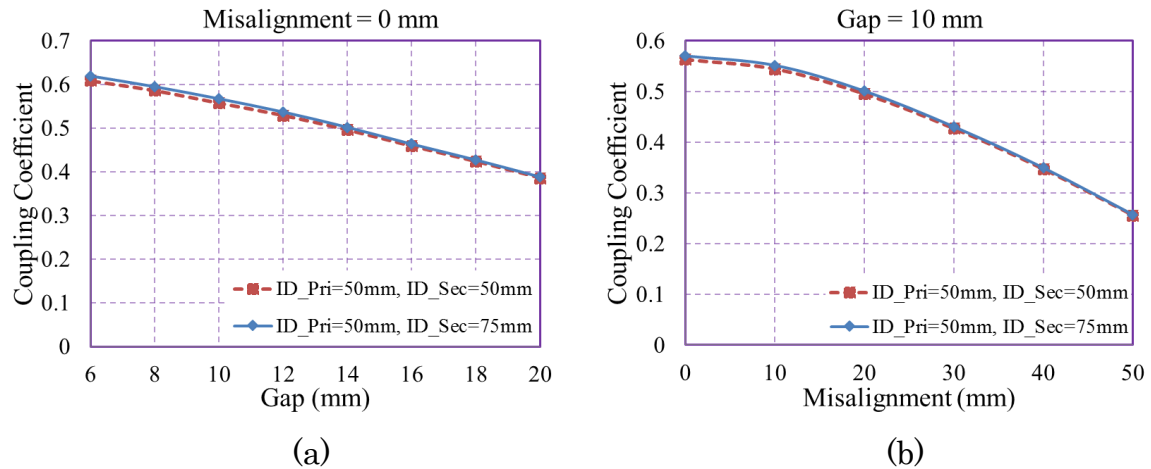 Misalignment = 0 mm
0.7
0.6
0.5
0.4
0.3
0.2
0.1
0
Coupling Coefficient
ID_Pri=50mm, ID_Sec=50mm
ID_Pri=50mm, ID_Sec=75mm
6 8 10 12 14 16 18 20
Gap (mm)
(a)
Gap = 10 mm
0.6
0.5
0.4
0.3
0.2
0.1
0
Coupling Coefficient
ID_Pri=50mm, ID_Sec=50mm
ID_Pri=50mm, ID_Sec=75mm
0 10 20 30 40 50
Misalignment (mm)
(b)